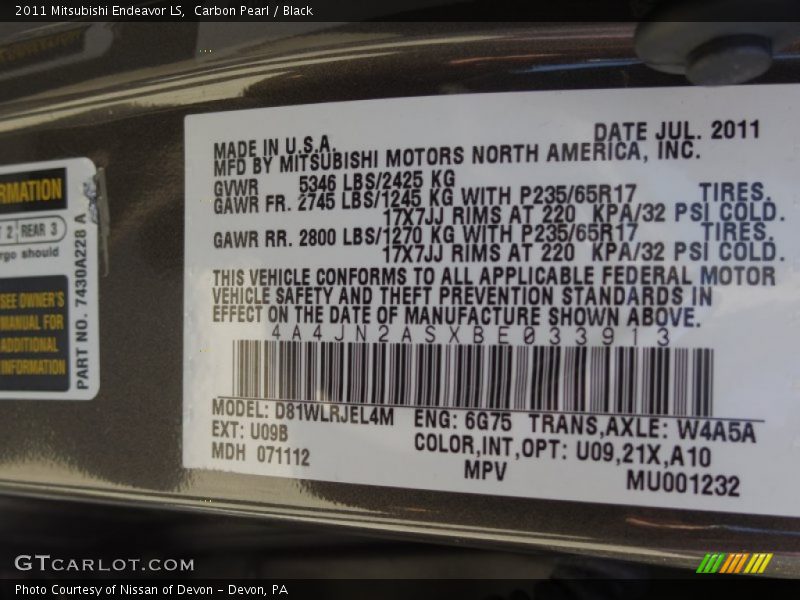 2011 Mitsubishi Endeavor LS,  Carbon Pearl / Black
RMATION
2 REAR 3
rgo should
SEE OWNER'S
MANUAL FOR
ADDITIONAL
INFORMATION
PART NO. 7430A228 A
MADE IN U.S.A. DATE JUL. 2011
MFD BY MITSUBISHI MOTORS NORTH AMERICA, INC.
GVWR 5346 LBS/2425 KG
GAWR FR. 2745 LBS/1245 KG WITH P235/65R17 TIRES.
17X7JJ RIMS AT 220 KPA/32 PSI COLD.
GAWR RR. 2800 LBS/1270 KG WITH P235/65R17 TIRES.
17X7JJ RIMS AT 220 KPA/32 PSI COLD.
THIS VEHICLE CONFORMS TO ALL APPLICABLE FEDERAL MOTOR
VEHICLE SAFETY AND THEFT PREVENTION STANDARDS IN
EFFECT ON THE DATE OF MANUFACTURE SHOWN ABOVE.
4A4JN2ASXBE033913
MODEL: D81WLRJEL4M ENG: 6G75 TRANS,AXLE: W4A5A
EXT: U09B COLOR,INT,OPT: U09,21X,A10
MDH 071112 MPV MU001232
GTCARLOT.COM
Photo Courtesy of Nissan of Devon - Devon, PA